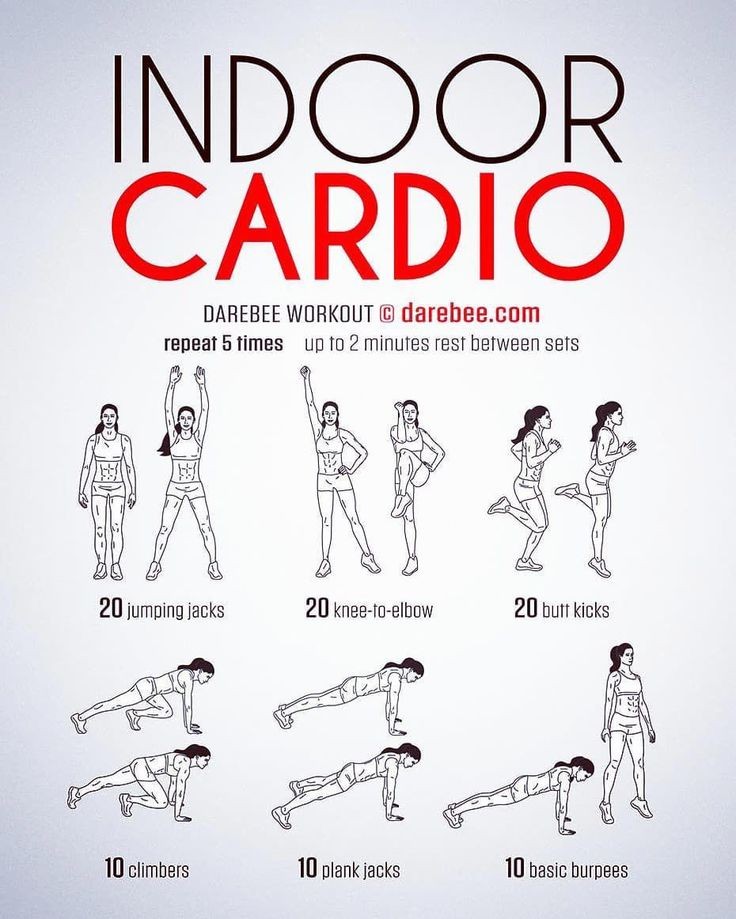 INDOOR
CARDIO
DAREBEE WORKOUT © darebee.com
repeat 5 times up to 2 minutes rest between sets
20 jumping jacks
20 knee-to-elbow
20 butt kicks
10 climbers
10 plank jacks
10 basic burpees